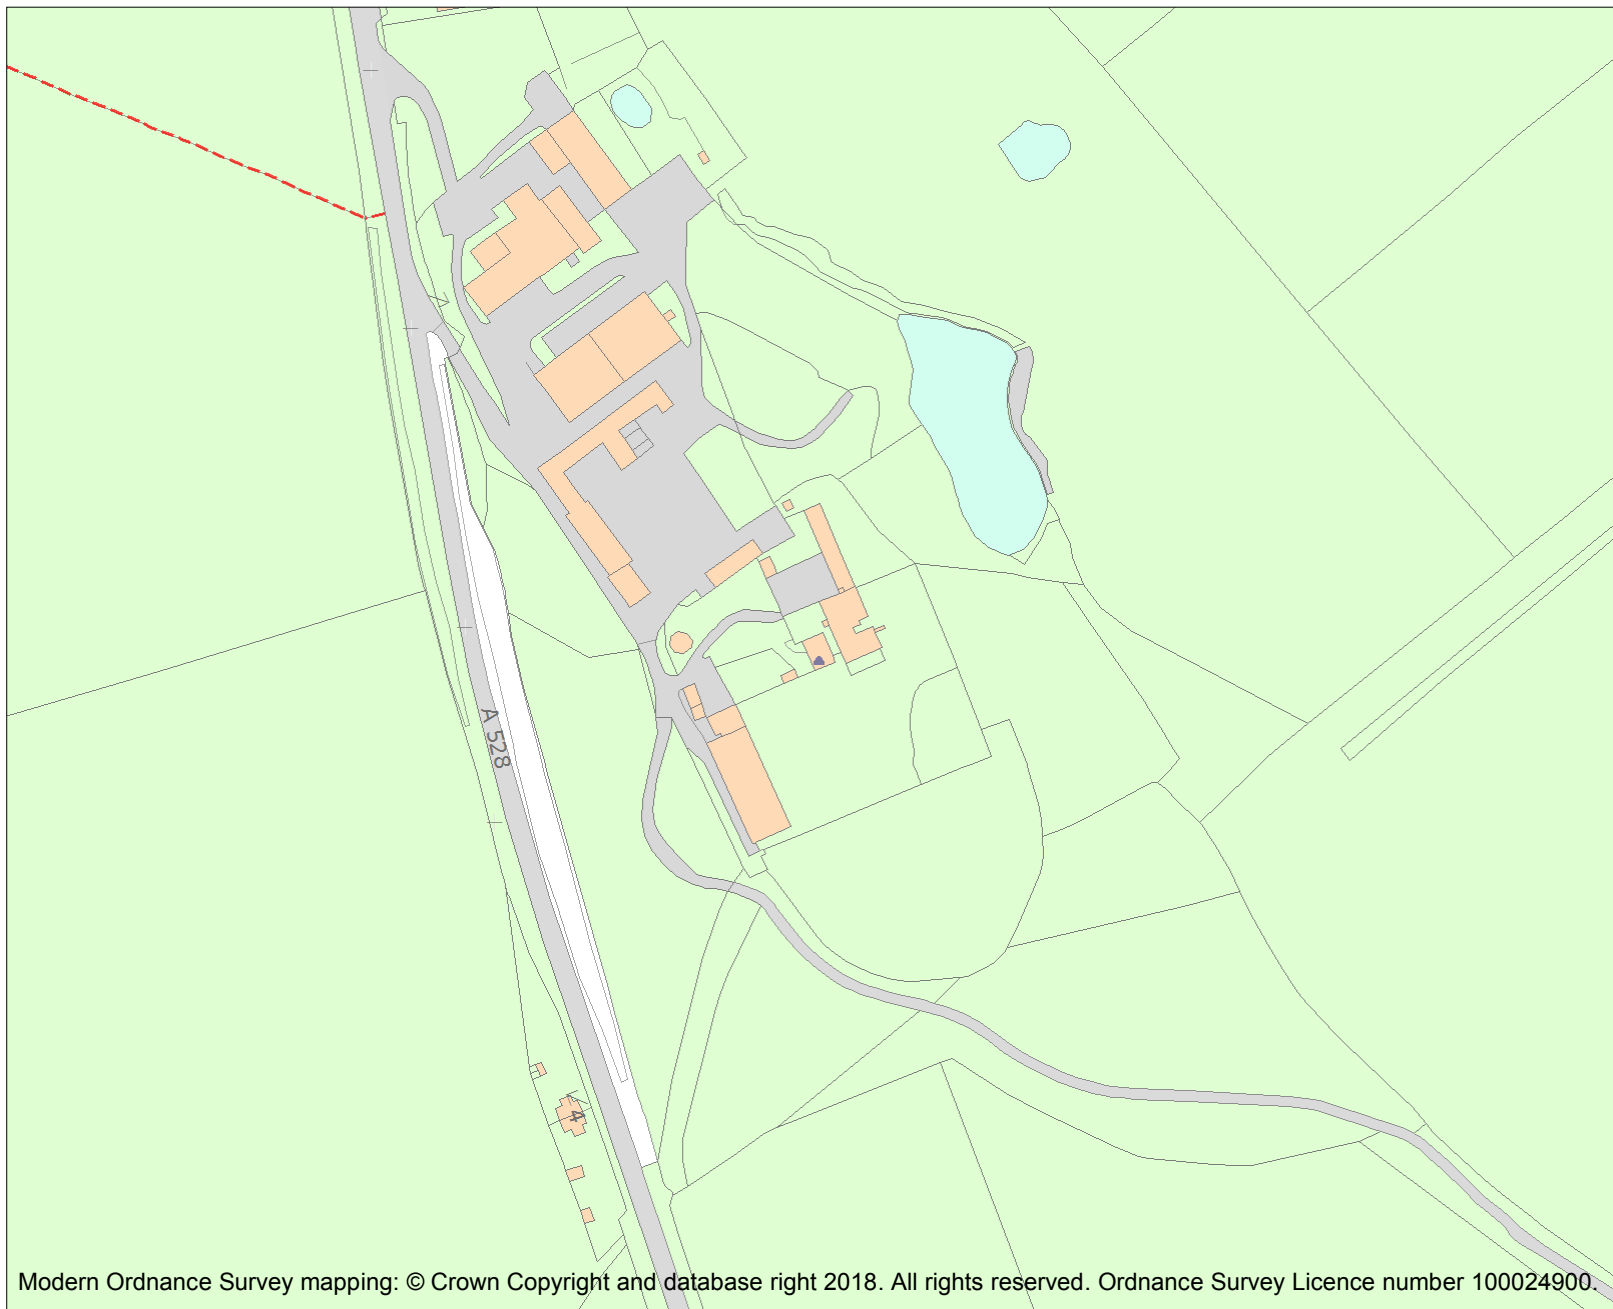 A 528
4
Modern Ordnance Survey mapping: © Crown Copyright and database right 2018. All rights reserved. Ordnance Survey Licence number 100024900.